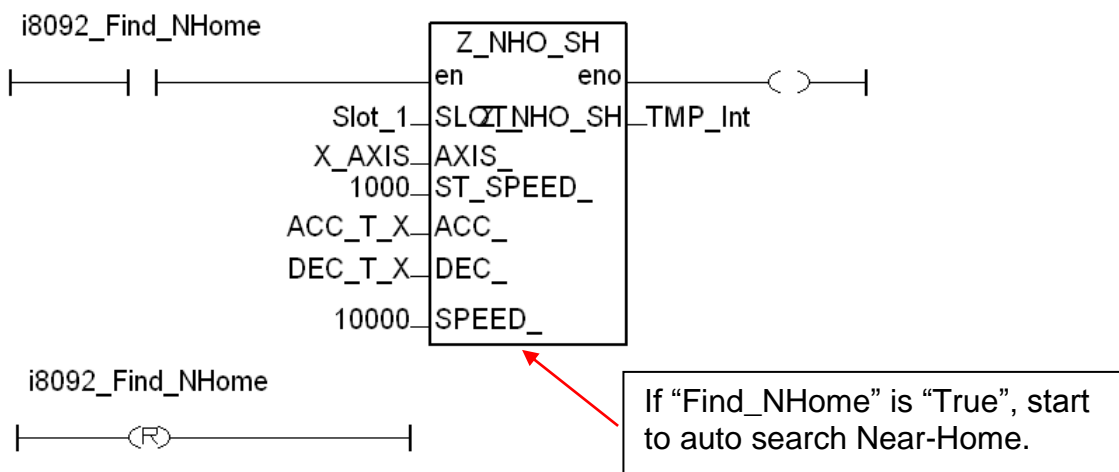 i8092_Find_NHome
Z_NHO_SH
en eno
Slot_1 SLOT_ Z_NHO_SH TMP_Int
X_AXIS AXIS_
1000 ST_SPEED_
ACC_T_X ACC_
DEC_T_X DEC_
10000 SPEED_
i8092_Find_NHome
(R)
If “Find_NHome” is “True”, start
to auto search Near-Home.